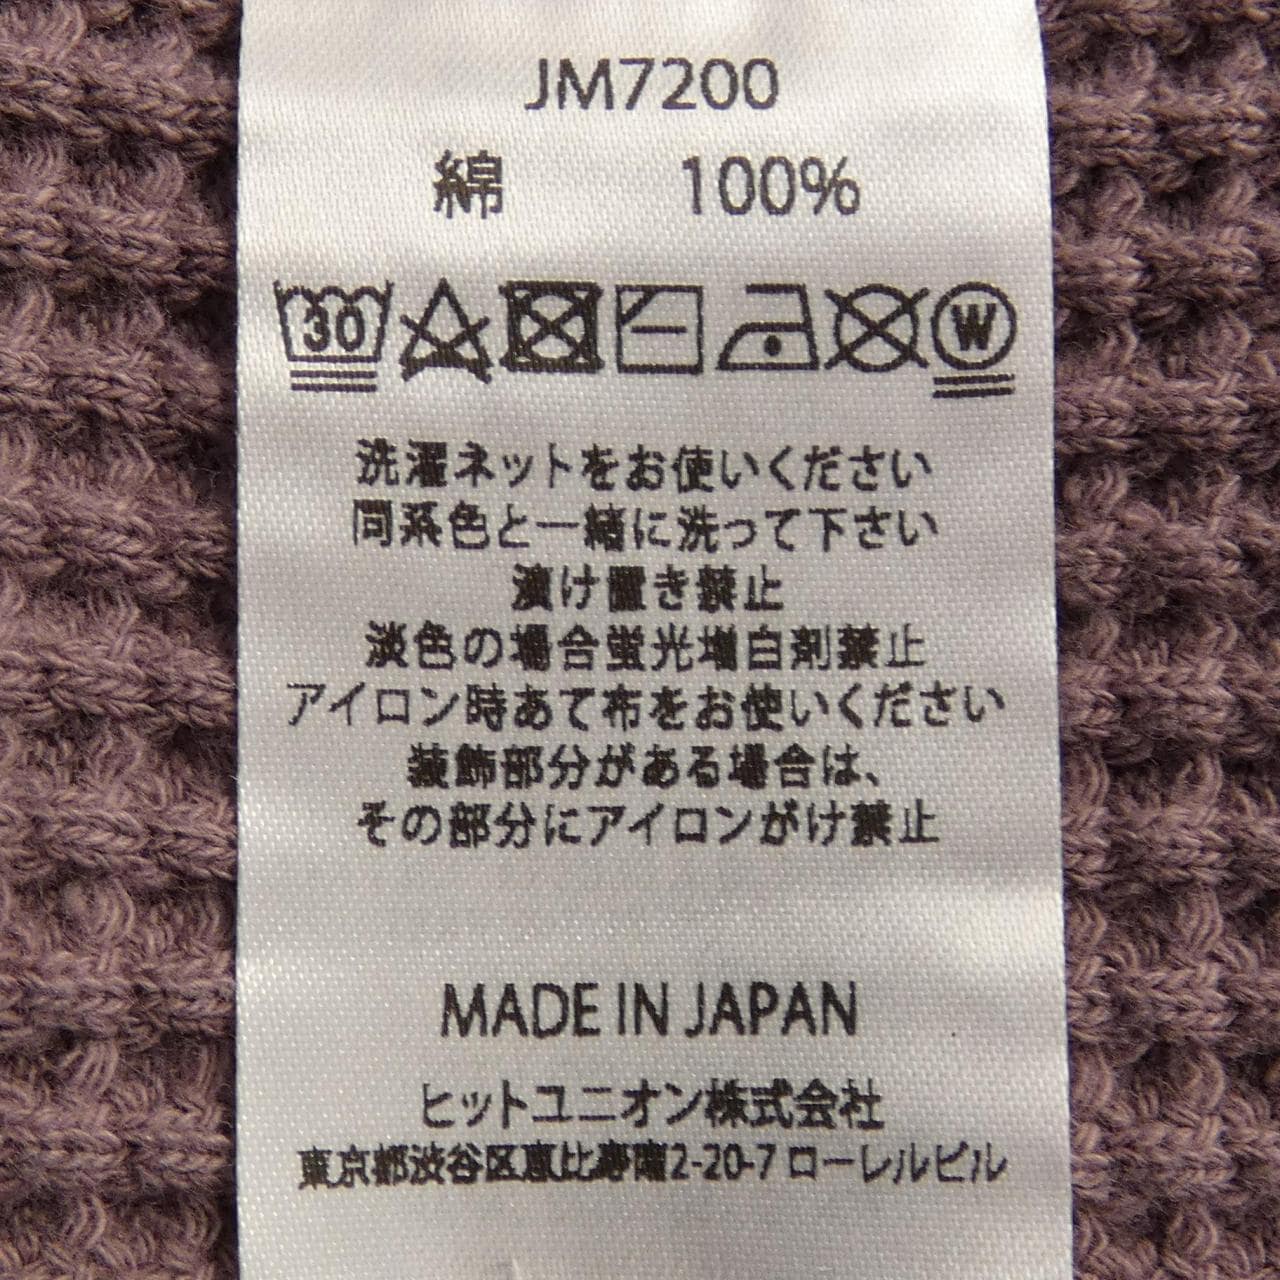 JM7200
綿 100%
30 W
洗濯ネットをお使いください
同系色と一緒に洗って下さい
漬け置き禁止
淡色の場合蛍光増白剤禁止
アイロン時あて布をお使いください
装飾部分がある場合は、
その部分にアイロンがけ禁止
MADE IN JAPAN
ヒットユニオン株式会社
東京都渋谷区恵比寿南2-20-7 ローレルビル